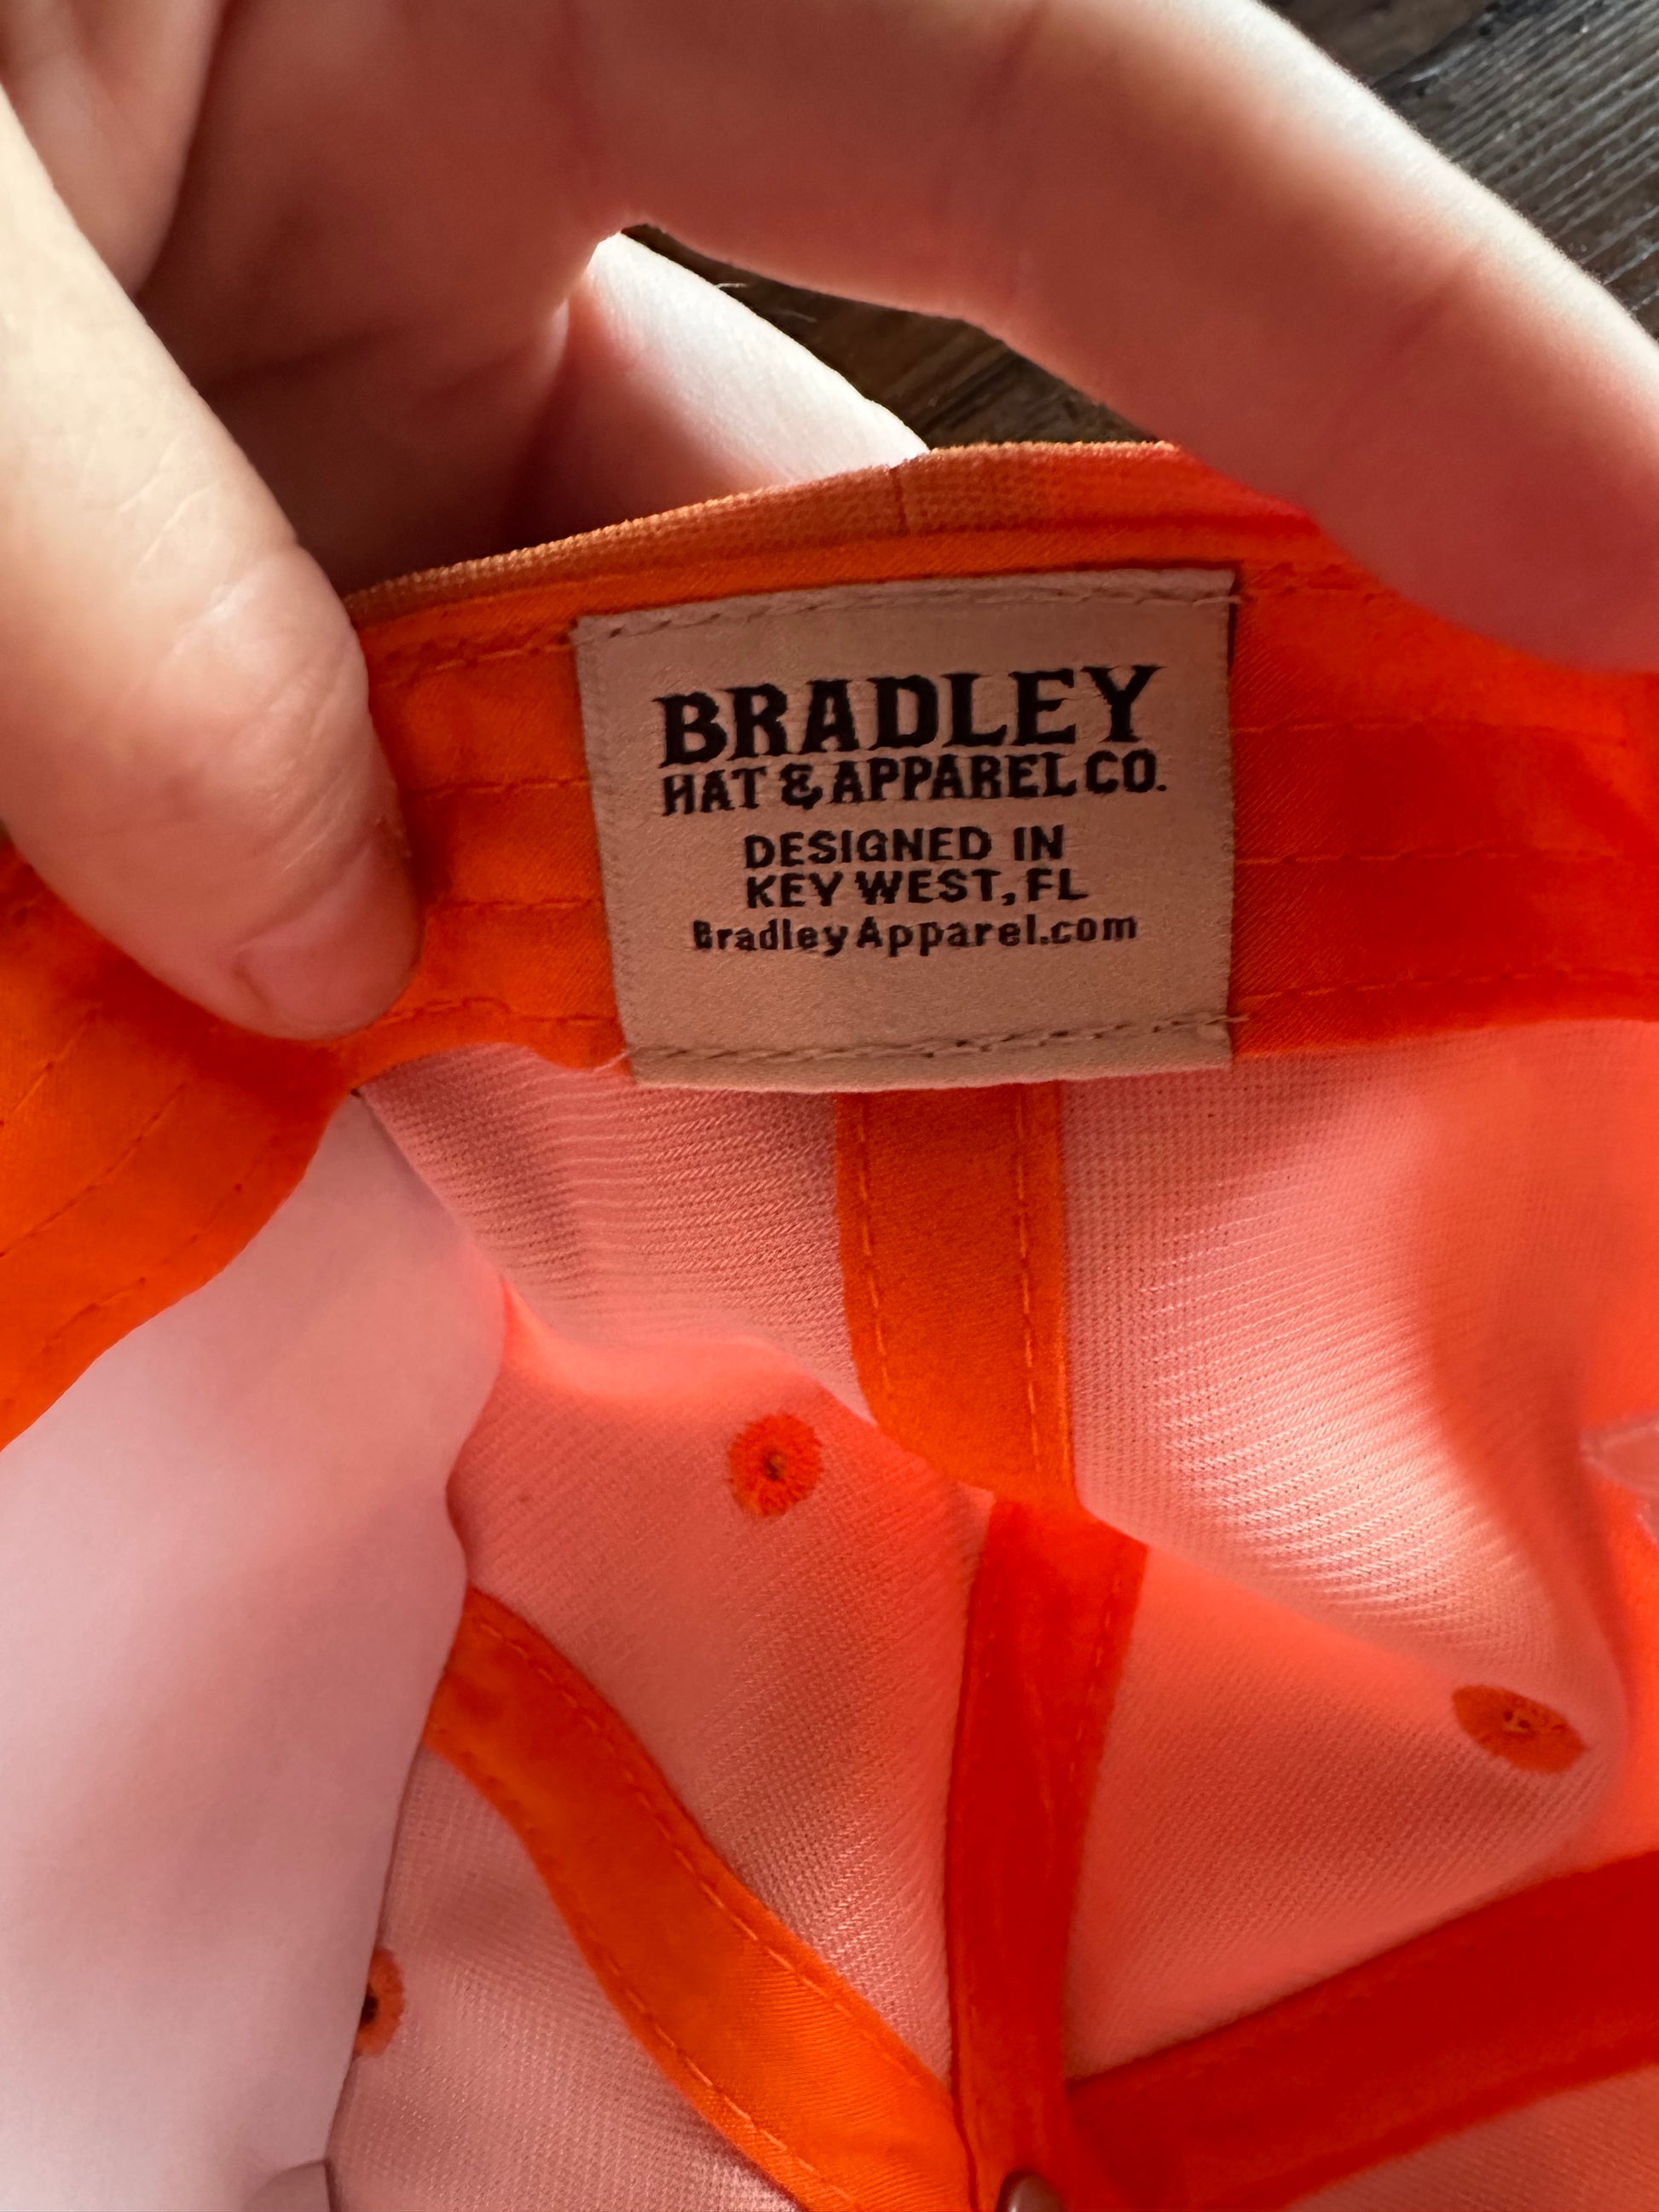 BRADLEY
HAT & APPAREL CO.
DESIGNED IN
KEY WEST, FL
BradleyApparel.com